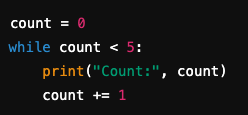 count = 0
while count < 5:
    print("Count:", count)
    count += 1